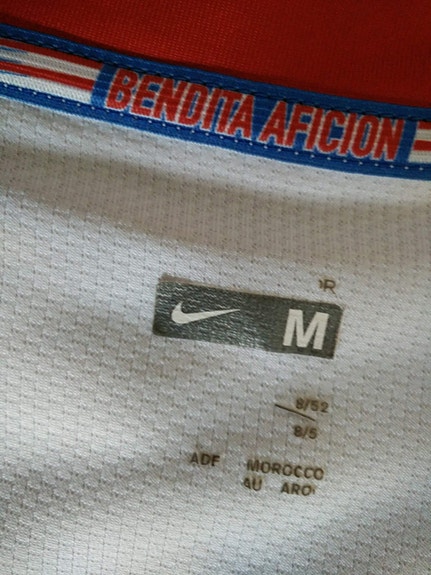 BENDITA AFICION
R
M
8/52
8/5
ADF MOROCCO
AU ARO